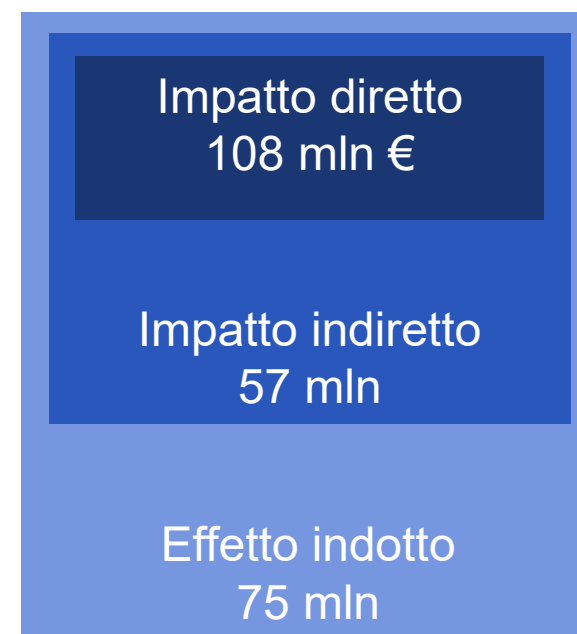 Impatto diretto
108 mln €
Impatto indiretto
57 mln
Effetto indotto
75 mln